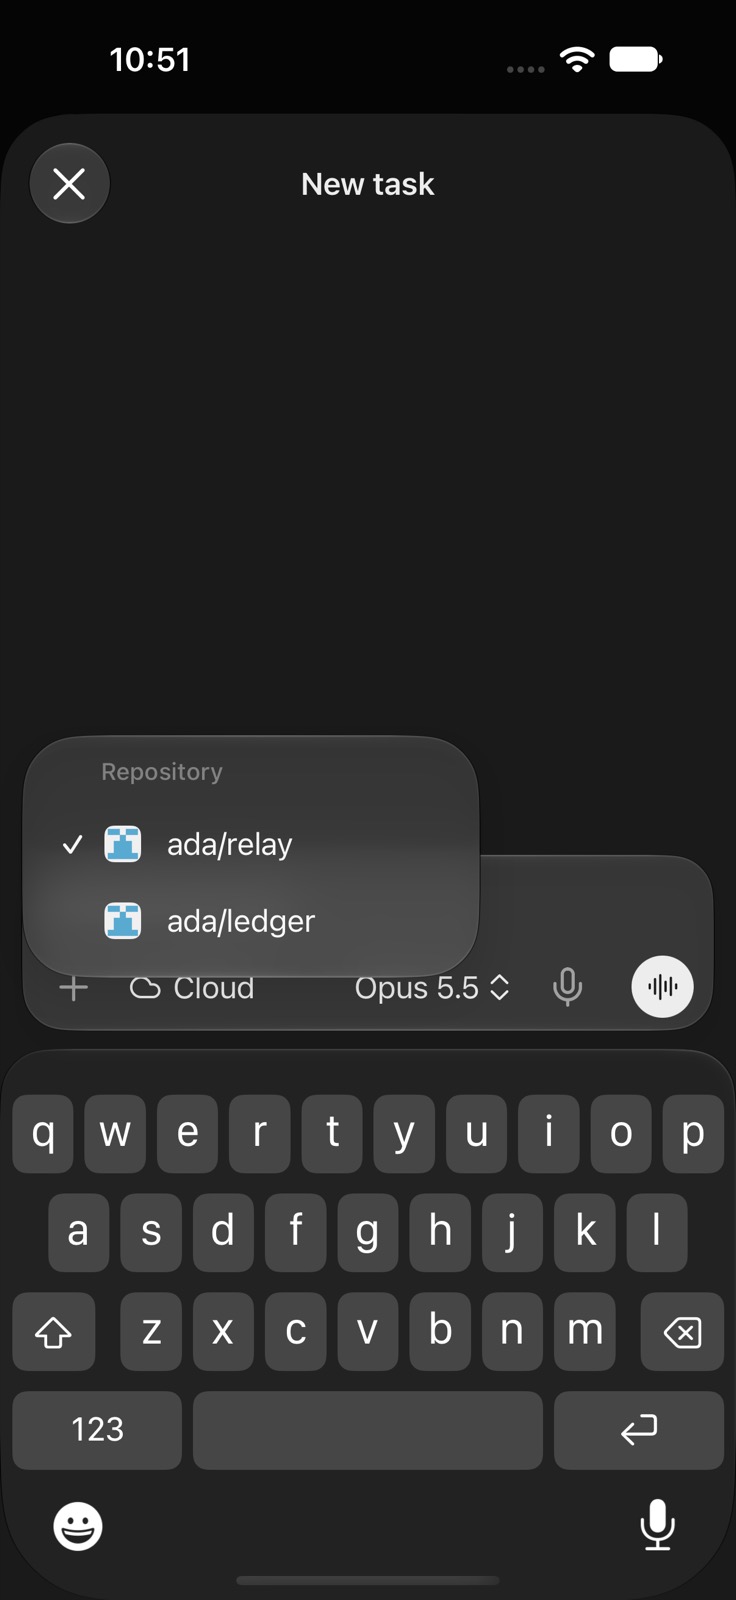 10:51
New task
Repository
ada/relay
ada/ledger
Cloud
Opus 5.5
q w e r t y u i o p
a s d f g h j k l
z x c v b n m
123